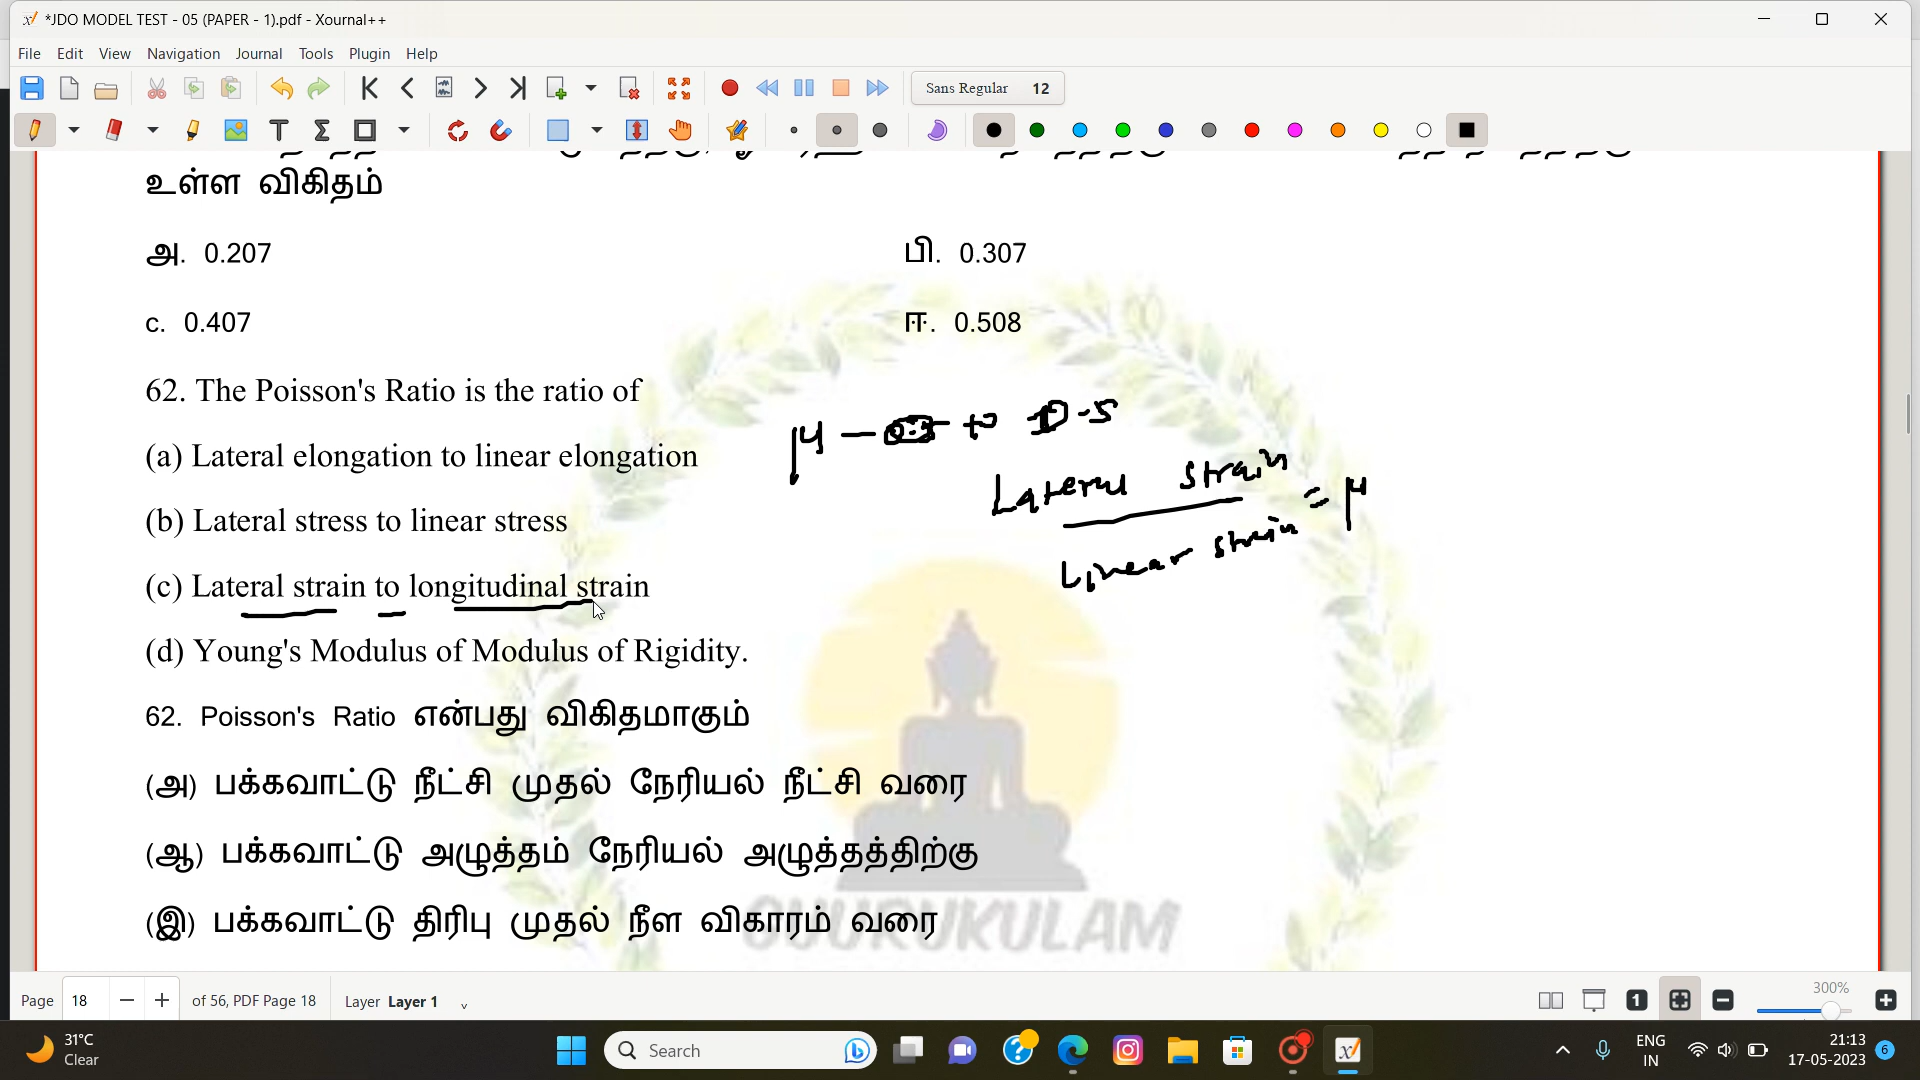 *JDO MODEL TEST - 05 (PAPER - 1).pdf - Xournal++
File Edit View Navigation Journal Tools Plugin Help
Sans Regular 12
உள்ள விகிதம்
அ. 0.207
பி. 0.307
c. 0.407
ஈ. 0.508
62. The Poisson's Ratio is the ratio of
(a) Lateral elongation to linear elongation
(b) Lateral stress to linear stress
(c) Lateral strain to longitudinal strain
(d) Young's Modulus of Modulus of Rigidity.
to 0.5
Lateral strain
= μ
Linear strain
62. Poisson's Ratio என்பது விகிதமாகும்
(அ) பக்கவாட்டு நீட்சி முதல் நேரியல் நீட்சி வரை
(ஆ) பக்கவாட்டு அழுத்தம் நேரியல் அழுத்தத்திற்கு
(இ) பக்கவாட்டு திரிபு முதல் நீள விகாரம் வரை
GUURUKULAM
Page 18 of 56, PDF Page 18 Layer Layer 1
300%
31°C
Clear
Search
ENG
IN
21:13
17-05-2023
6